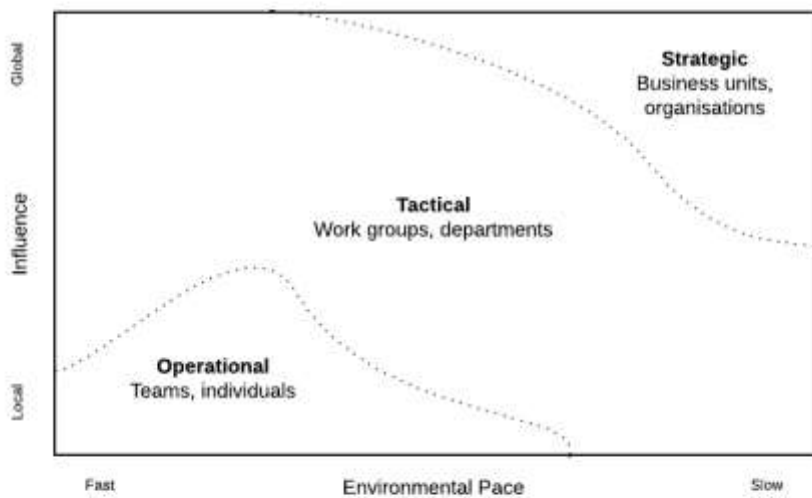 Global
Strategic
Business units,
organisations
Tactical
Work groups, departments
Influence
Operational
Teams, individuals
Local
Fast
Environmental Pace
Slow